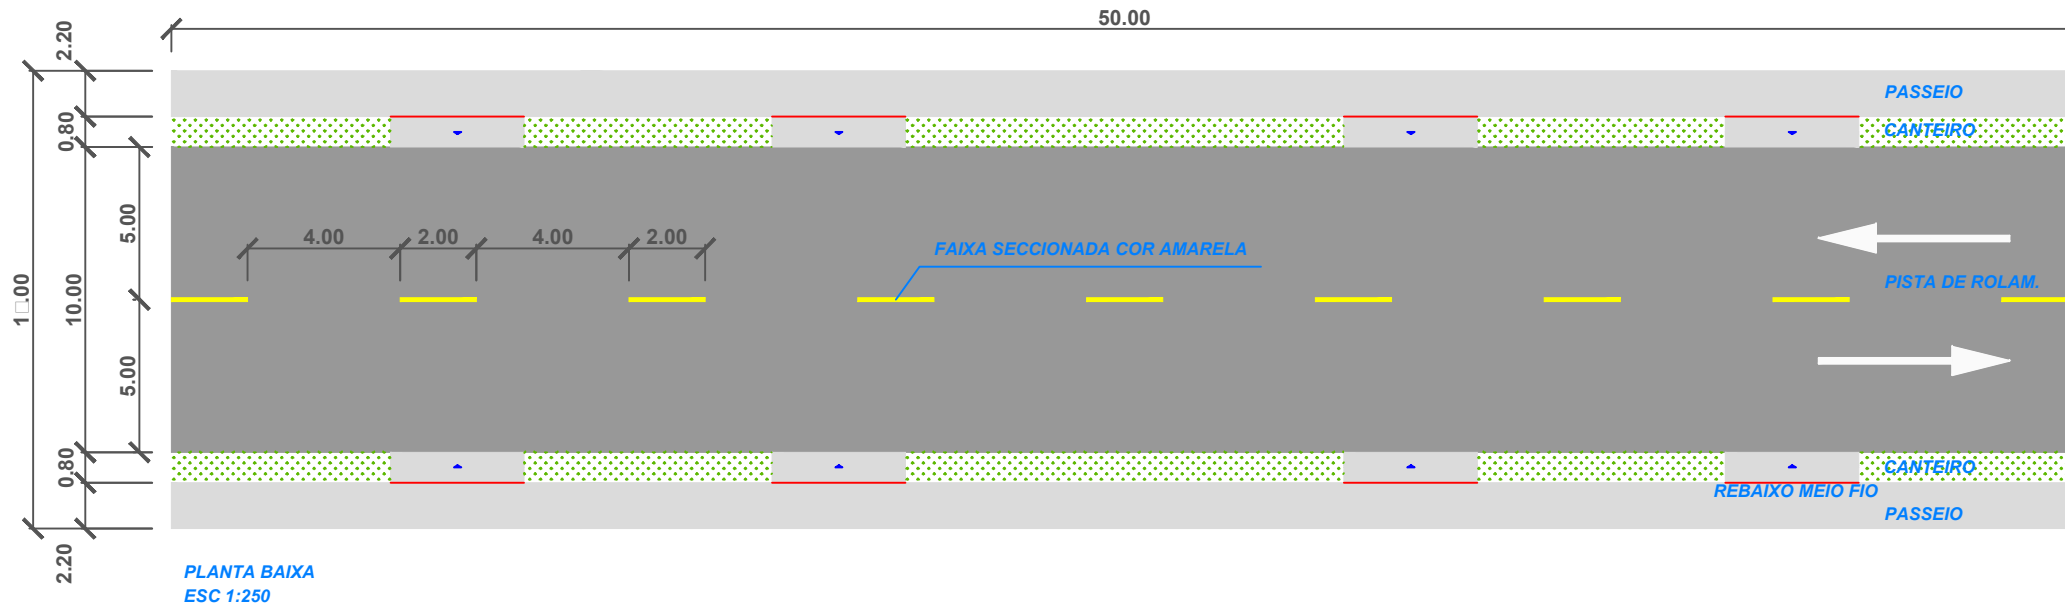 50.00
2.20
PASSEIO
0.80
CANTEIRO
5.00
4.00 2.00 4.00 2.00
FAIXA SECCIONADA COR AMARELA
PISTA DE ROLAM.
10.00
5.00
0.80
CANTEIRO
REBAIXO MEIO FIO
PASSEIO
2.20
PLANTA BAIXA
ESC 1:250